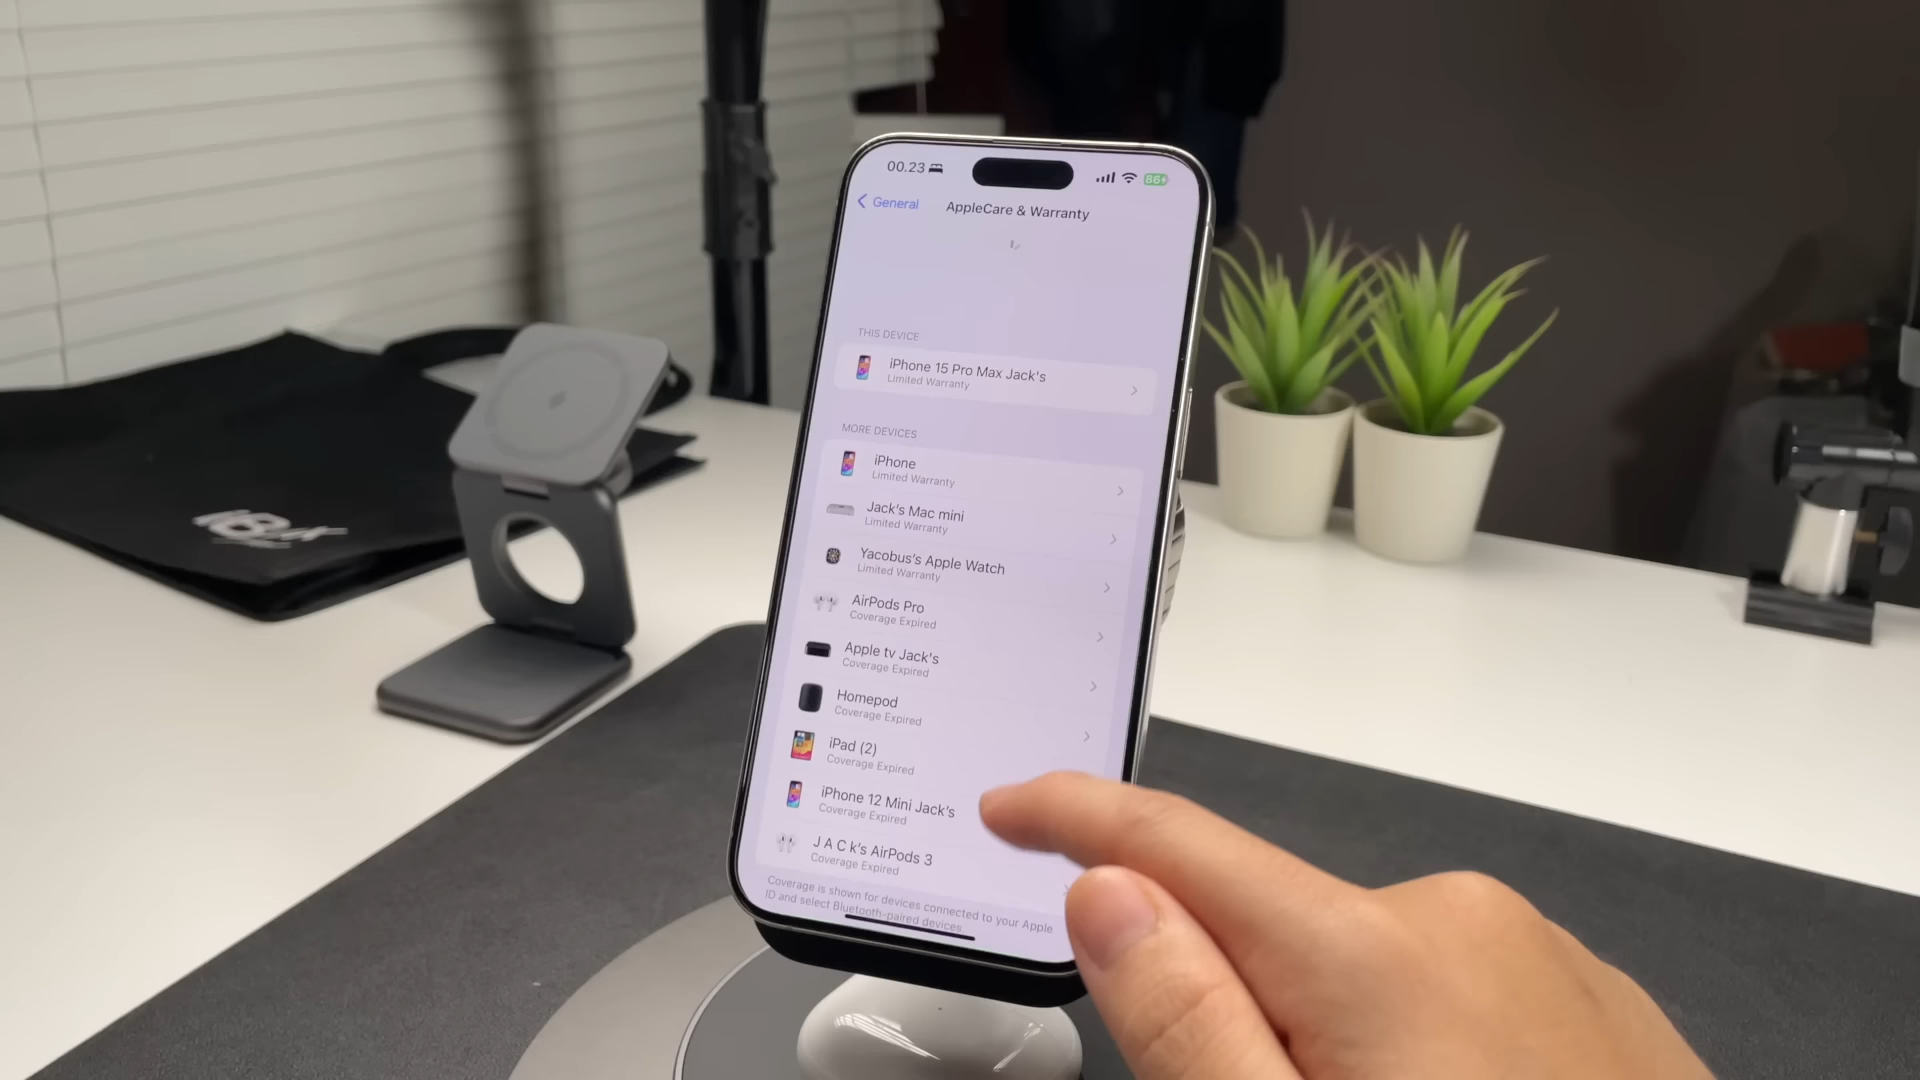 00.23
86
General
AppleCare & Warranty
THIS DEVICE
iPhone 15 Pro Max Jack's
Limited Warranty
MORE DEVICES
iPhone
Limited Warranty
Jack's Mac mini
Limited Warranty
Yacobus's Apple Watch
Limited Warranty
AirPods Pro
Coverage Expired
Apple tv Jack's
Coverage Expired
Homepod
Coverage Expired
iPad (2)
Coverage Expired
iPhone 12 Mini Jack's
Coverage Expired
J A C k's AirPods 3
Coverage Expired
Coverage is shown for devices connected to your Apple
ID and select Bluetooth-paired devices.